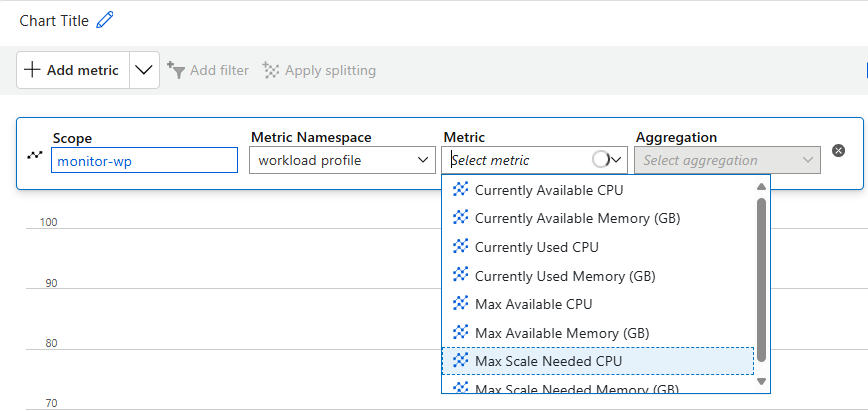 Chart Title
Add metric
Add filter
Apply splitting
Scope
Metric Namespace
Metric
Aggregation
monitor-wp
workload profile
Select metric
Select aggregation
Currently Available CPU
Currently Available Memory (GB)
Currently Used CPU
Currently Used Memory (GB)
Max Available CPU
Max Available Memory (GB)
Max Scale Needed CPU
Max Scale Needed Memory (GB)
100
90
80
70